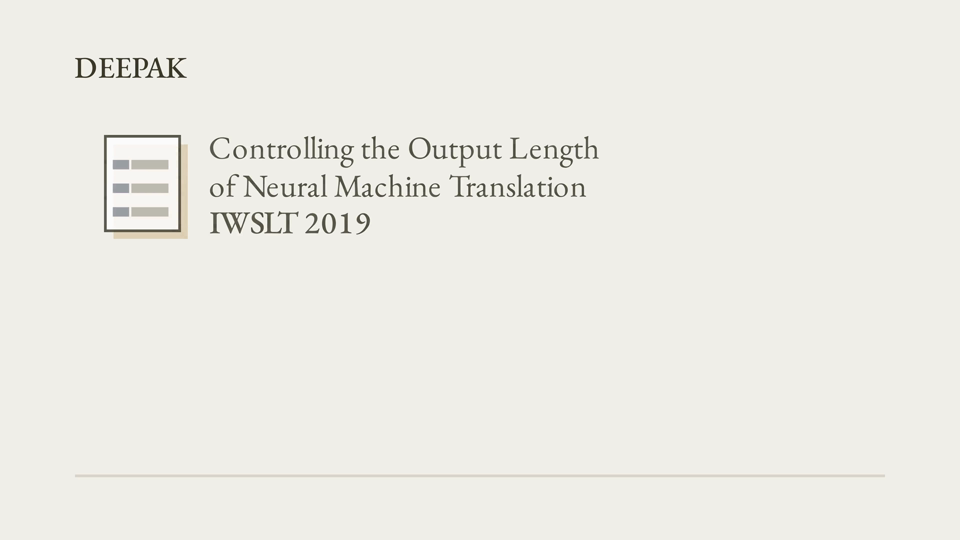 DEEPAK
Controlling the Output Length
of Neural Machine Translation
IWSLT 2019